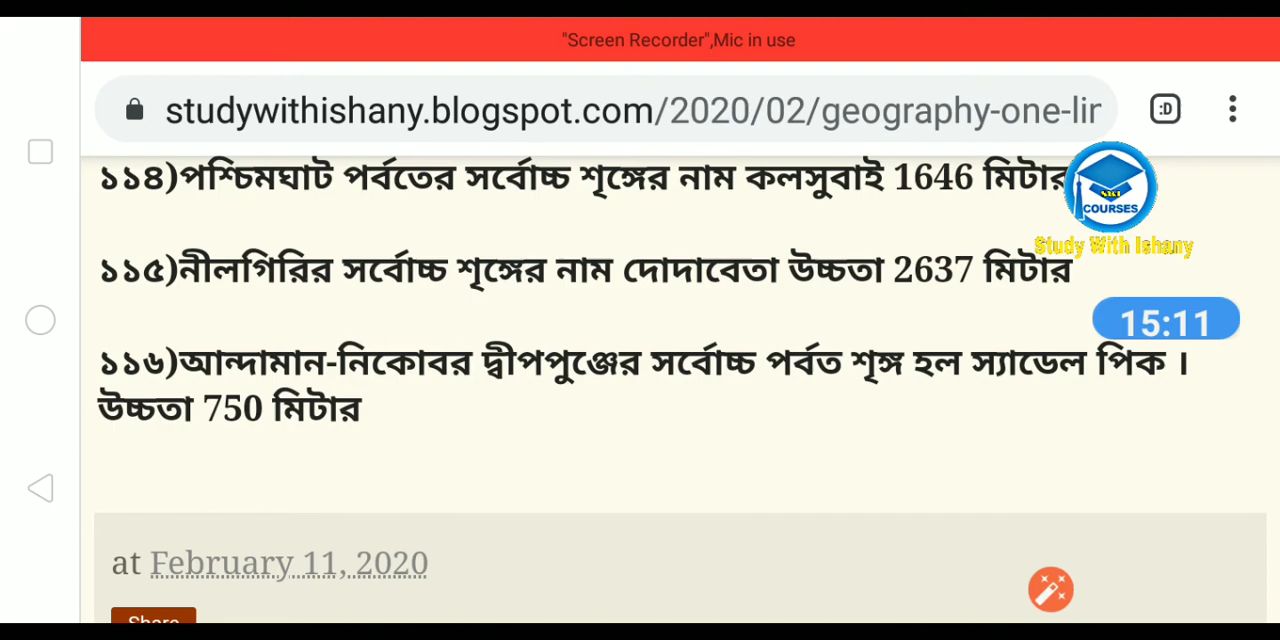 "Screen Recorder",Mic in use
studywithishany.blogspot.com/2020/02/geography-one-lir
:D
১১৪)পশ্চিমঘাট পর্বতের সর্বোচ্চ শৃঙ্গের নাম কলসুবাই 1646 মিটার
COURSES
Study With Ishany
১১৫)নীলগিরির সর্বোচ্চ শৃঙ্গের নাম দোদাবেতা উচ্চতা 2637 মিটার
15:11
১১৬)আন্দামান-নিকোবর দ্বীপপুঞ্জের সর্বোচ্চ পর্বত শৃঙ্গ হল স্যাডেল পিক ।
উচ্চতা 750 মিটার
at February 11, 2020
Share